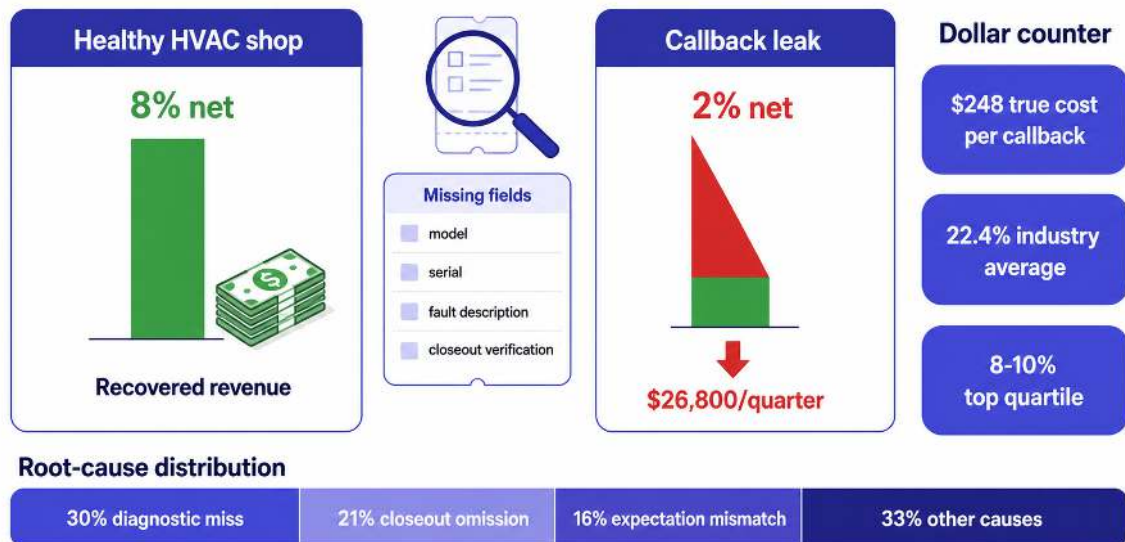 Healthy HVAC shop
8% net
Recovered revenue
Missing fields
model
serial
fault description
closeout verification
Callback leak
2% net
$26,800/quarter
Dollar counter
$248 true cost
per callback
22.4% industry
average
8-10%
top quartile
Root-cause distribution
30% diagnostic miss
21% closeout omission
16% expectation mismatch
33% other causes